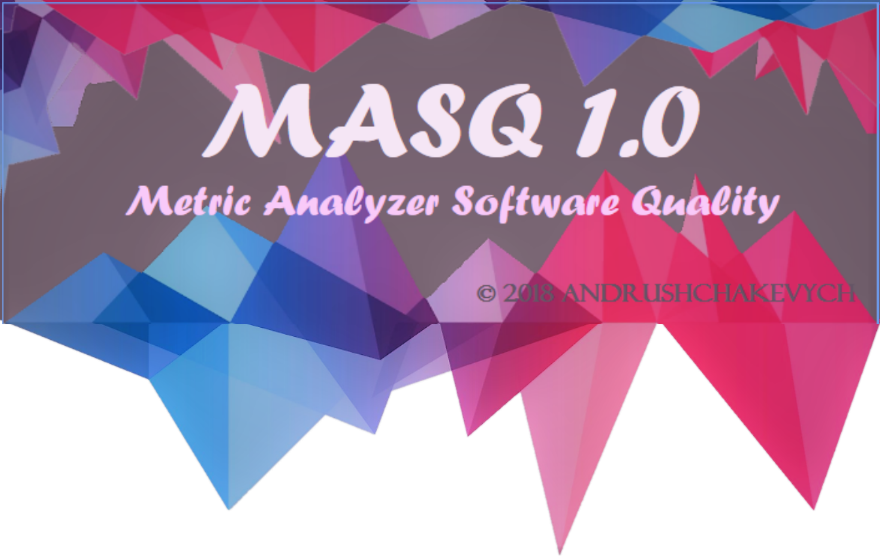 MASQ 1.0
Metric Analyzer Software Quality
© 2018 ANDRUSHCHAKEVYCH